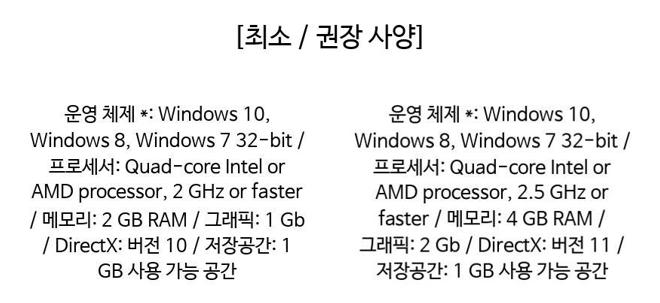 [최소 / 권장 사양]
운영 체제 *: Windows 10,
Windows 8, Windows 7 32-bit /
프로세서: Quad-core Intel or
AMD processor, 2 GHz or faster
/ 메모리: 2 GB RAM / 그래픽: 1 Gb
/ DirectX: 버전 10 / 저장공간: 1
GB 사용 가능 공간
운영 체제 *: Windows 10,
Windows 8, Windows 7 32-bit /
프로세서: Quad-core Intel or
AMD processor, 2.5 GHz or
faster / 메모리: 4 GB RAM /
그래픽: 2 Gb / DirectX: 버전 11 /
저장공간: 1 GB 사용 가능 공간